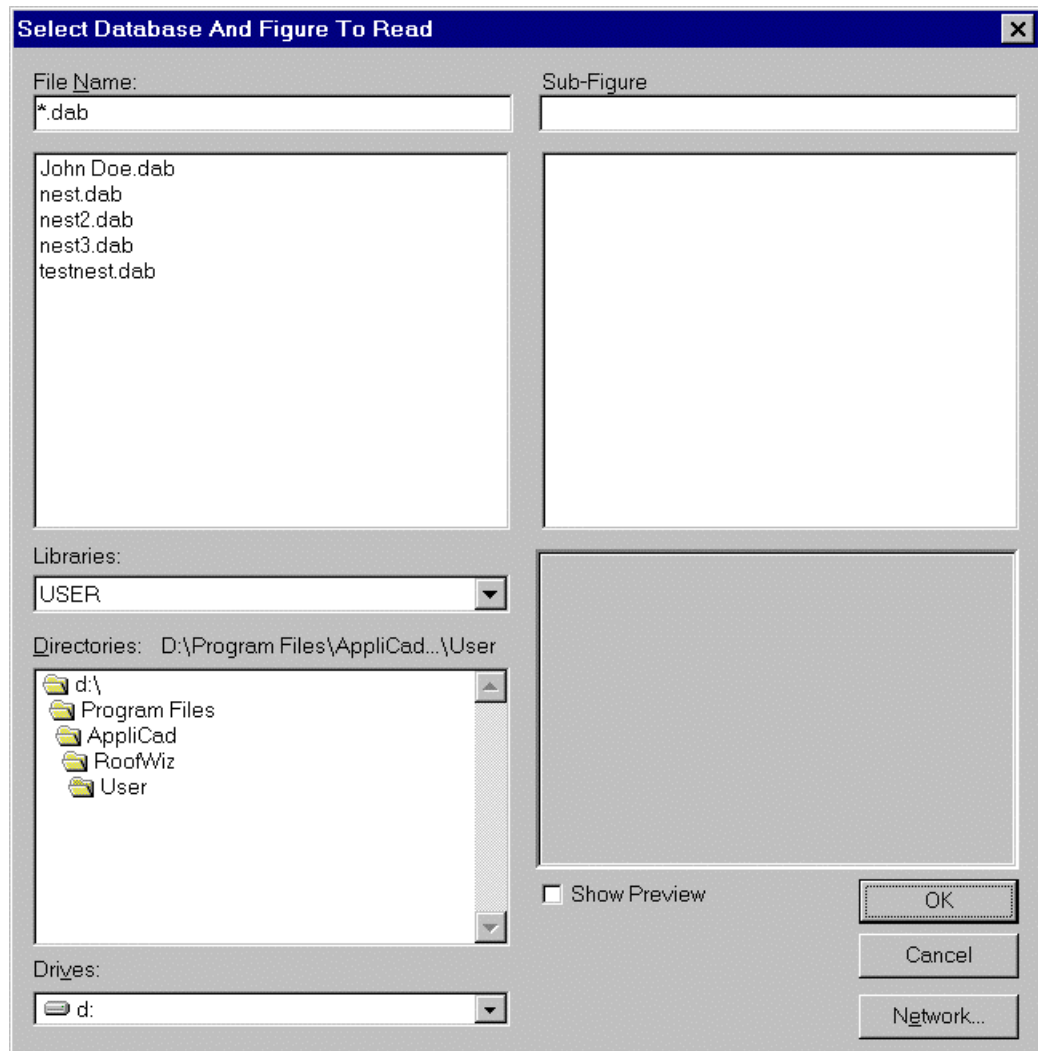 Select Database And Figure To Read
File Name:
*.dab
John Doe.dab
nest.dab
nest2.dab
nest3.dab
testnest.dab
Libraries:
USER
Directories: D:\Program Files\AppliCad...\User
d:\
Program Files
AppliCad
RoofWiz
User
Drives:
d:
Sub-Figure
Show Preview
OK
Cancel
Network...